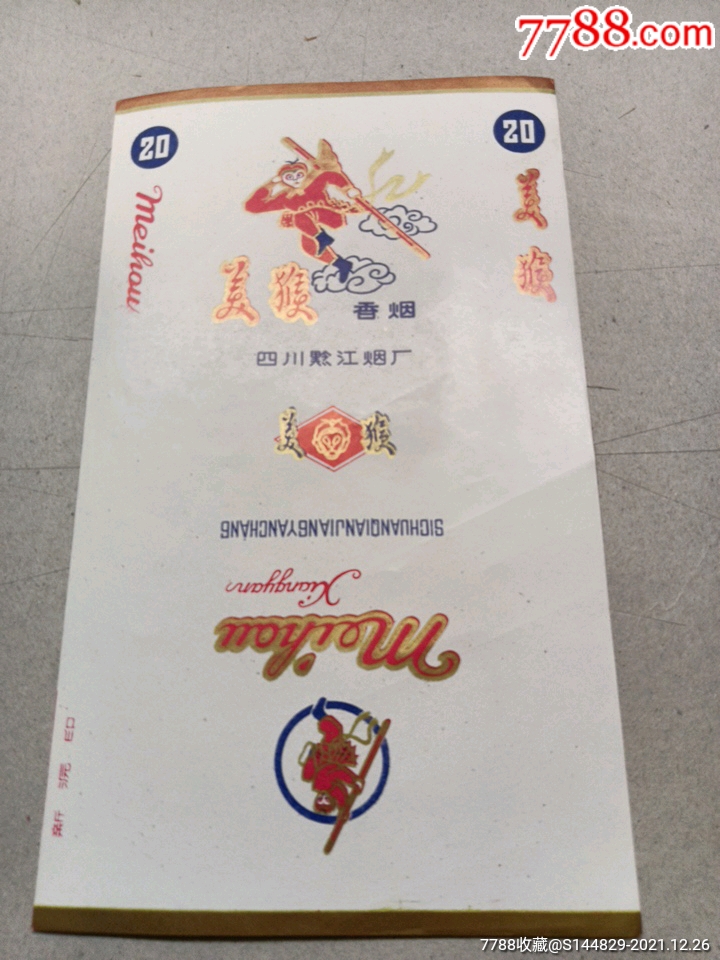 7788.com
20
20
Meihou
美猴
美猴
香烟
四川黔江烟厂
美猴
SICHUANQIANJIANGYANCHANG
Xiangyan
Meihou
7788收藏@S144829-2021.12.26